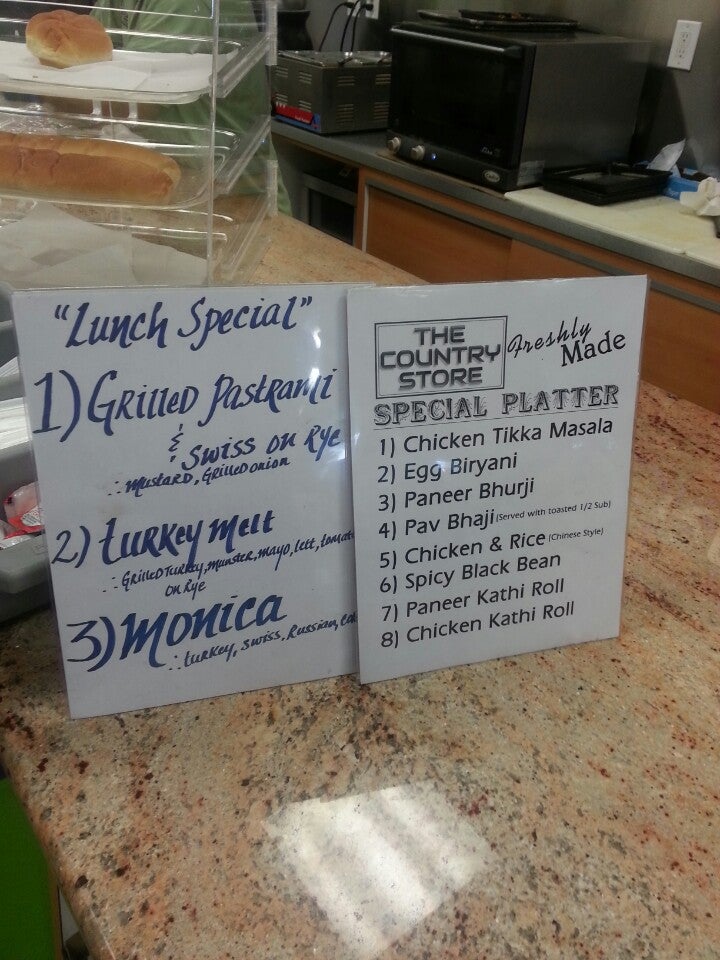 "Lunch Special"
1) Grilled Pastrami
& Swiss on Rye
∴ Mustard, Grilled onion
2) turkey melt
∴ Grilled Turkey, munster, mayo, lett, tomato
on Rye
3) Monica
∴ turkey, swiss, Russian,
THE
COUNTRY
STORE
Freshly
Made
SPECIAL PLATTER
1) Chicken Tikka Masala
2) Egg Biryani
3) Paneer Bhurji
4) Pav Bhaji (Served with toasted 1/2 Sub)
5) Chicken & Rice (Chinese Style)
6) Spicy Black Bean
7) Paneer Kathi Roll
8) Chicken Kathi Roll